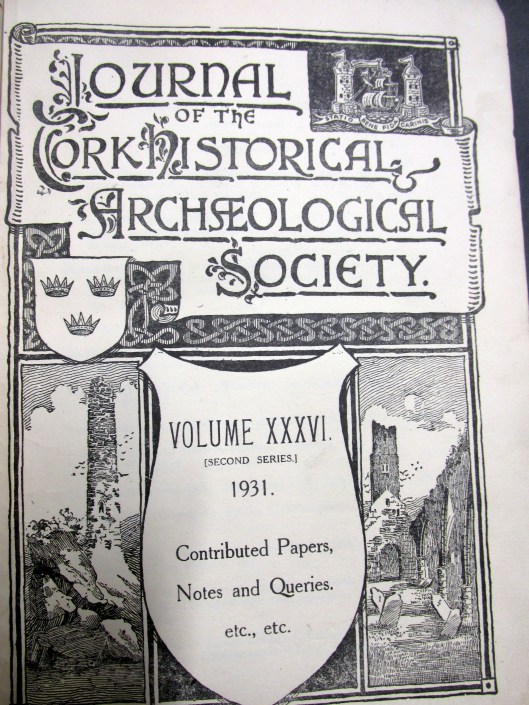 JOURNAL
OF THE
CORK HISTORICAL &
ARCHÆOLOGICAL
SOCIETY.
STATIO BENE FIDA CARINIS
VOLUME XXXVI.
[SECOND SERIES.]
1931.
Contributed Papers,
Notes and Queries.
etc., etc.